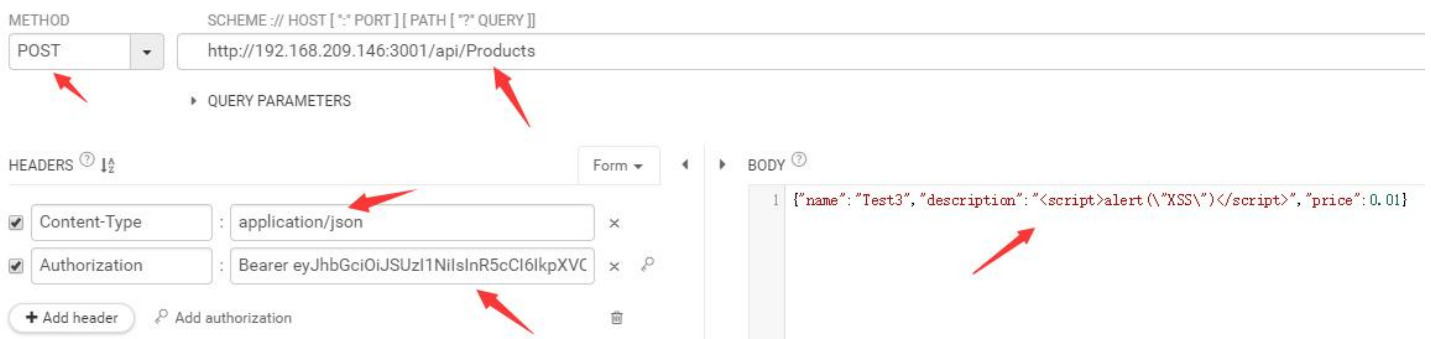 METHOD
SCHEME :// HOST [ ":" PORT ] [ PATH [ "?" QUERY ]]
POST
http://192.168.209.146:3001/api/Products
QUERY PARAMETERS
HEADERS
Form
BODY
Content-Type : application/json
Authorization : Bearer eyJhbGciOiJSUzI1NiIsInR5cCI6IkpXVC
+ Add header
Add authorization
1 {"name":"Test3","description":"<script>alert(\"XSS\")</script>","price":0.01}